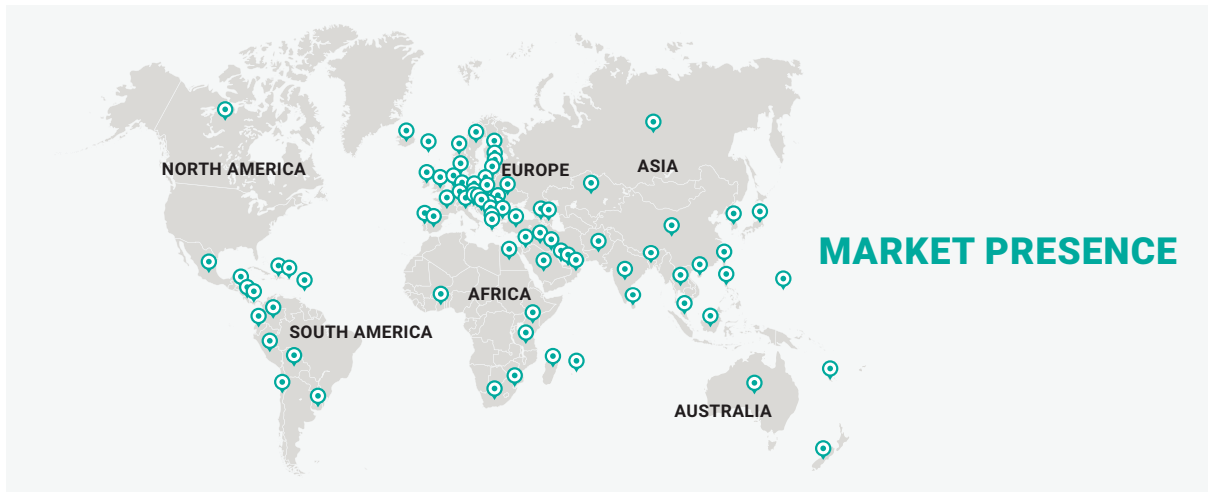 NORTH AMERICA
EUROPE
ASIA
MARKET PRESENCE
AFRICA
SOUTH AMERICA
AUSTRALIA